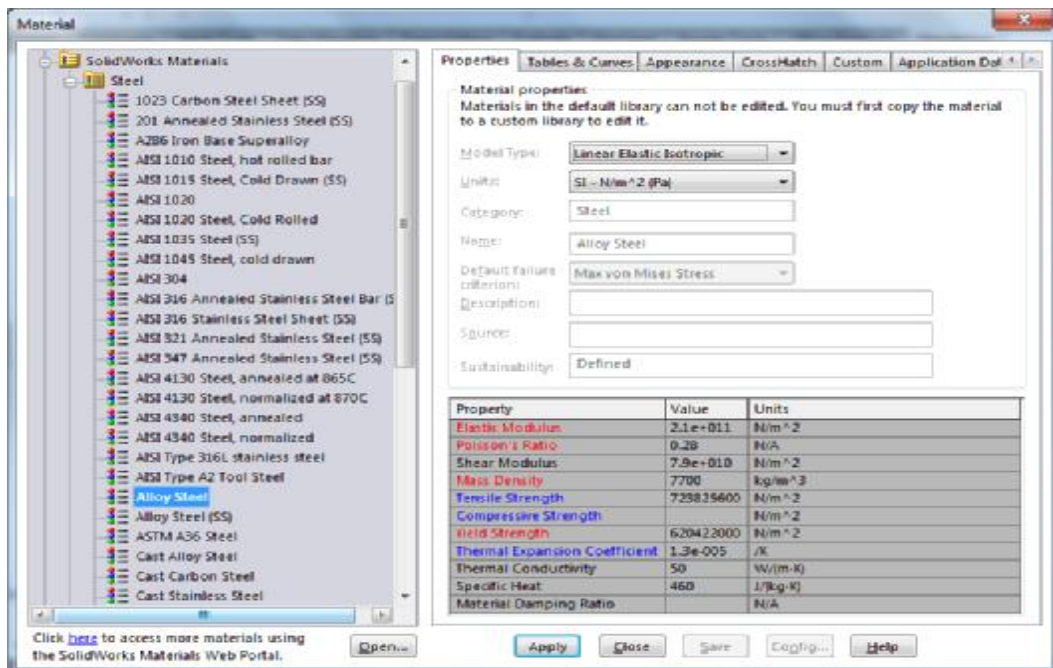 Material
SolidWorks Materials
Steel
1023 Carbon Steel Sheet (SS)
201 Annealed Stainless Steel (SS)
A286 Iron Base Superalloy
AISI 1010 Steel, hot rolled bar
AISI 1015 Steel, Cold Drawn (SS)
AISI 1020
AISI 1020 Steel, Cold Rolled
AISI 1035 Steel (SS)
AISI 1045 Steel, cold drawn
AISI 304
AISI 316 Annealed Stainless Steel Bar (S
AISI 316 Stainless Steel Sheet (SS)
AISI 321 Annealed Stainless Steel (SS)
AISI 347 Annealed Stainless Steel (SS)
AISI 4130 Steel, annealed at 865C
AISI 4130 Steel, normalized at 870C
AISI 4340 Steel, annealed
AISI 4340 Steel, normalized
AISI Type 316L stainless steel
AISI Type A2 Tool Steel
Alloy Steel
Alloy Steel (SS)
ASTM A36 Steel
Cast Alloy Steel
Cast Carbon Steel
Cast Stainless Steel
Click here to access more materials using
the SolidWorks Materials Web Portal.
Open...
Properties Tables & Curves Appearance CrossHatch Custom Application Dat
Material properties
Materials in the default library can not be edited. You must first copy the material
to a custom library to edit it.
Model Type: Linear Elastic Isotropic
Units: SI - N/m^2 (Pa)
Category: Steel
Name: Alloy Steel
Default failure
criterion: Max von Mises Stress
Description:
Source:
Sustainability: Defined
Property Value Units
Elastic Modulus 2.1e+011 N/m^2
Poisson's Ratio 0.28 N/A
Shear Modulus 7.9e+010 N/m^2
Mass Density 7700 kg/m^3
Tensile Strength 723825600 N/m^2
Compressive Strength N/m^2
Yield Strength 620422000 N/m^2
Thermal Expansion Coefficient 1.3e-005 /K
Thermal Conductivity 50 W/(m·K)
Specific Heat 460 J/(kg·K)
Material Damping Ratio N/A
Apply Close Save Config... Help